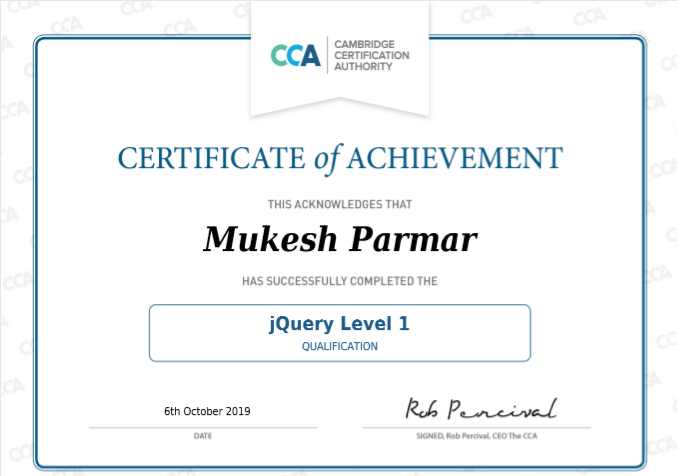 CCA
CAMBRIDGE
CERTIFICATION
AUTHORITY
CERTIFICATE of ACHIEVEMENT
THIS ACKNOWLEDGES THAT
Mukesh Parmar
HAS SUCCESSFULLY COMPLETED THE
jQuery Level 1
QUALIFICATION
6th October 2019
Rob Percival
DATE
SIGNED, Rob Percival, CEO The CCA